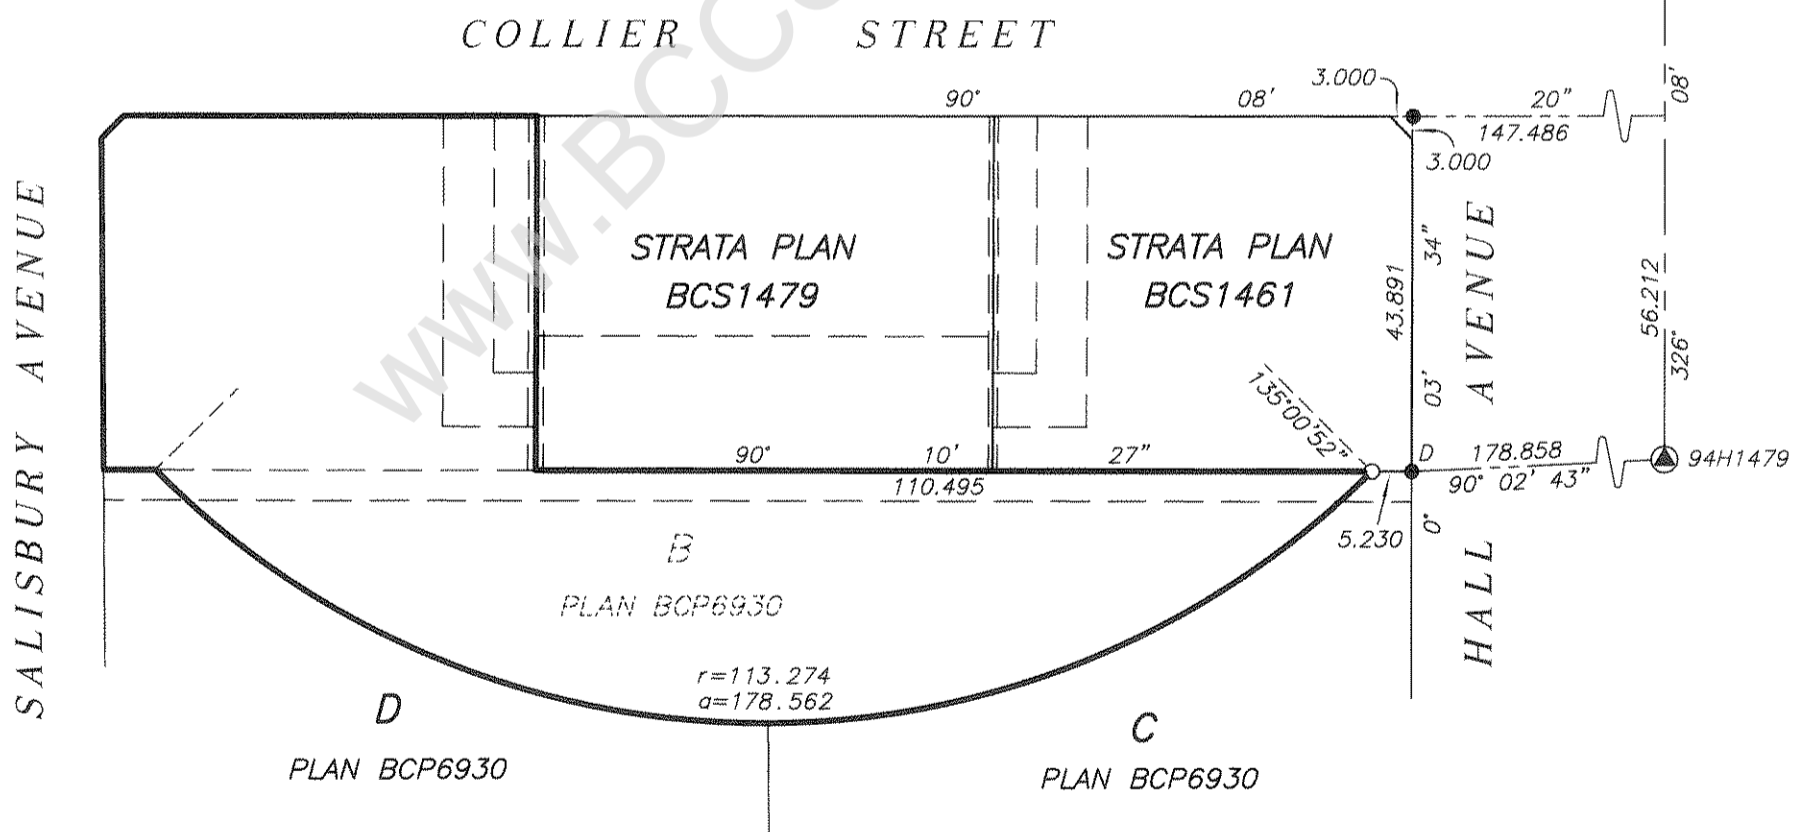 COLLIER STREET
3.000
90° 08' 20"
147.486
3.000
08'
SALISBURY AVENUE
STRATA PLAN
BCS1479
STRATA PLAN
BCS1461
43.891
0° 03' 34"
HALL AVENUE
56.212
326°
135°00'52"
90° 10' 27"
110.495
D
178.858
90° 02' 43"
94H1479
5.230
B
PLAN BCP6930
r=113.274
a=178.562
D
PLAN BCP6930
C
PLAN BCP6930
www.BCC